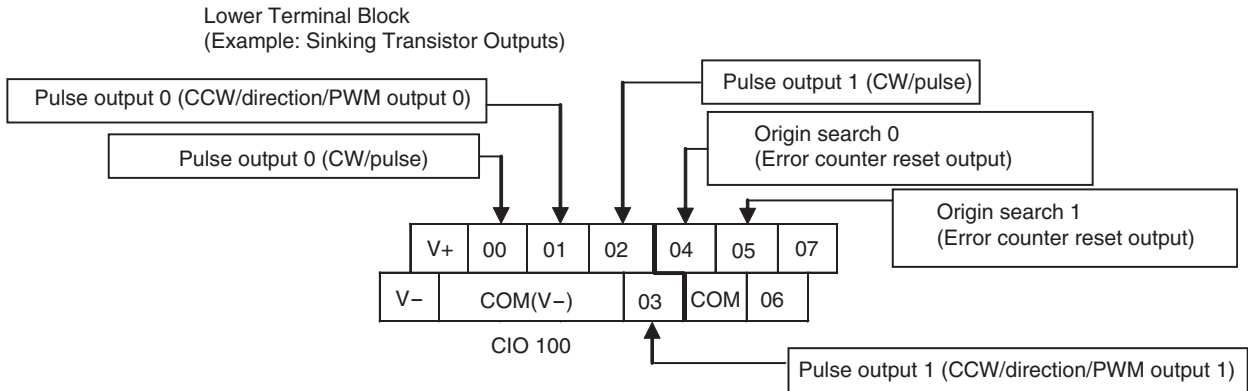 Lower Terminal Block
(Example: Sinking Transistor Outputs)
Pulse output 0 (CCW/direction/PWM output 0)
Pulse output 0 (CW/pulse)
Pulse output 1 (CW/pulse)
Origin search 0
(Error counter reset output)
Origin search 1
(Error counter reset output)
V+ 00 01 02 04 05 07
V− COM(V−) 03 COM 06
CIO 100
Pulse output 1 (CCW/direction/PWM output 1)